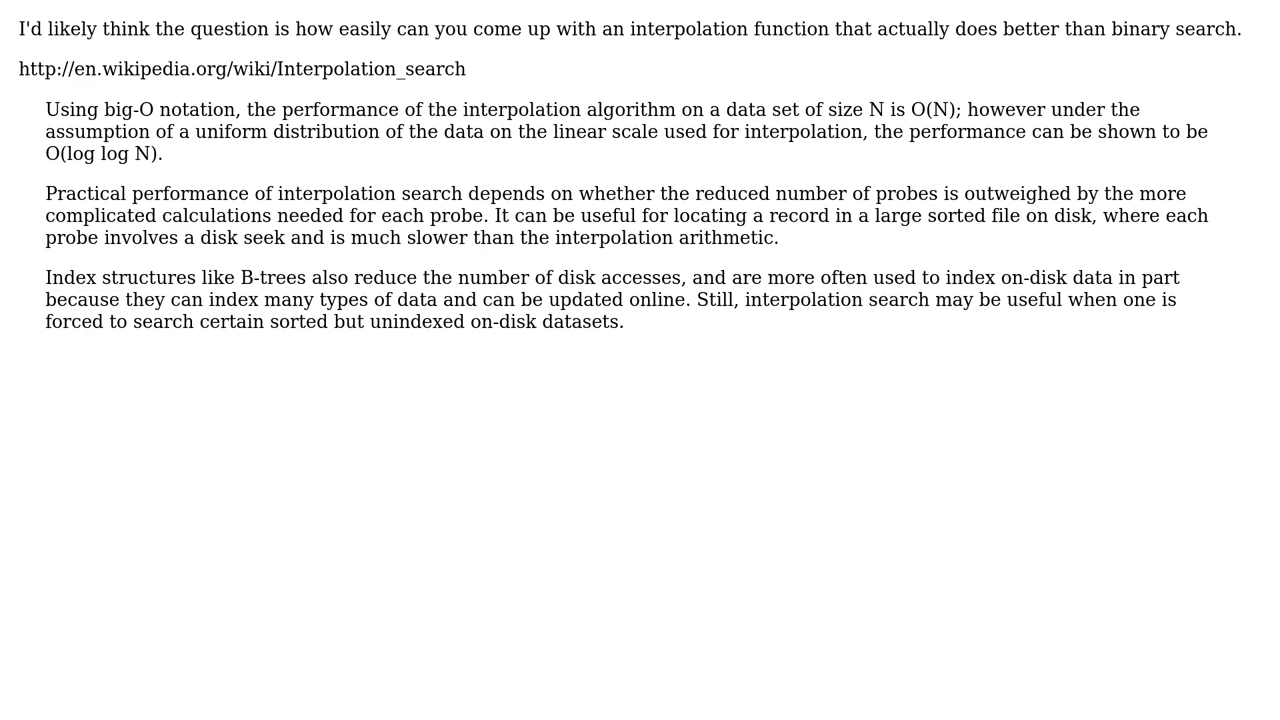 I'd likely think the question is how easily can you come up with an interpolation function that actually does better than binary search.
http://en.wikipedia.org/wiki/Interpolation_search
Using big-O notation, the performance of the interpolation algorithm on a data set of size N is O(N); however under the
assumption of a uniform distribution of the data on the linear scale used for interpolation, the performance can be shown to be
O(log log N).
Practical performance of interpolation search depends on whether the reduced number of probes is outweighed by the more
complicated calculations needed for each probe. It can be useful for locating a record in a large sorted file on disk, where each
probe involves a disk seek and is much slower than the interpolation arithmetic.
Index structures like B-trees also reduce the number of disk accesses, and are more often used to index on-disk data in part
because they can index many types of data and can be updated online. Still, interpolation search may be useful when one is
forced to search certain sorted but unindexed on-disk datasets.